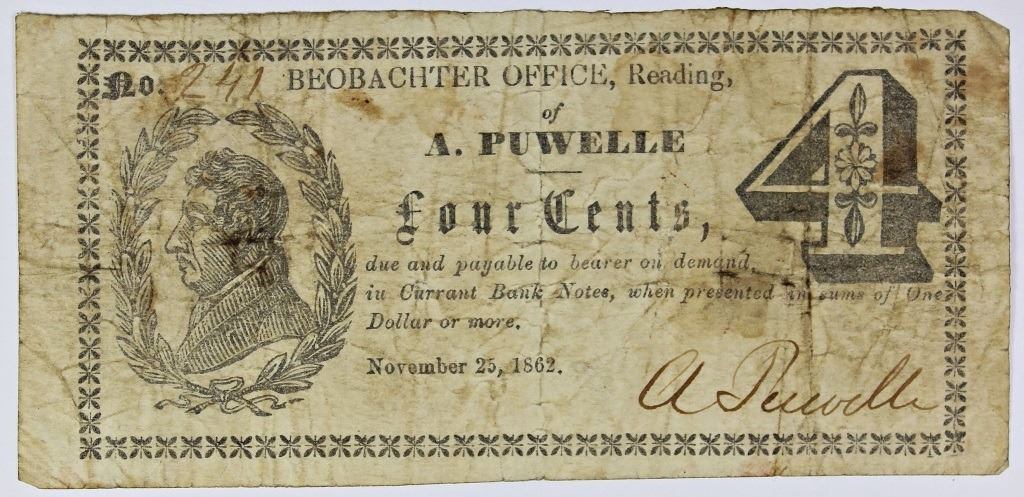 No. 241 BEOBACHTER OFFICE, Reading,
of
A. PUWELLE
4
Four Cents,
due and payable to bearer on demand,
in Currant Bank Notes, when presented in sums of One
Dollar or more.
November 25, 1862.
A Puwelle